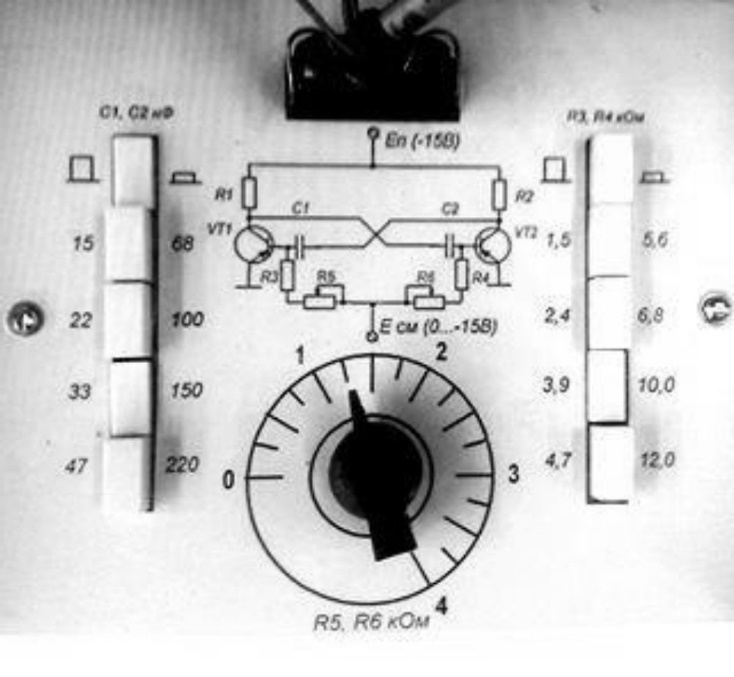 С1, С2 нФ
R3, R4 кОм
Еп (-15В)
R1
C1
C2
R2
VT1
VT2
15
68
1,5
5,6
R3
R5
R6
R4
22
100
2,4
6,8
Е см (0...-15В)
1
2
33
150
3,9
10,0
47
220
0
3
4,7
12,0
4
R5, R6 кОм